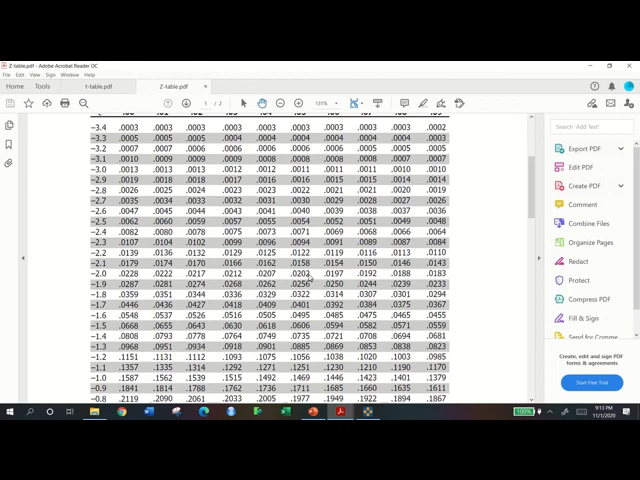 Z-table.pdf - Adobe Acrobat Reader DC
File Edit View Sign Window Help
Home Tools t-table.pdf Z-table.pdf ×
1 / 2 131%
−3.4 .0003 .0003 .0003 .0003 .0003 .0003 .0003 .0003 .0003 .0002
−3.3 .0005 .0005 .0005 .0004 .0004 .0004 .0004 .0004 .0004 .0003
−3.2 .0007 .0007 .0006 .0006 .0006 .0006 .0006 .0005 .0005 .0005
−3.1 .0010 .0009 .0009 .0009 .0008 .0008 .0008 .0008 .0007 .0007
−3.0 .0013 .0013 .0013 .0012 .0012 .0011 .0011 .0011 .0010 .0010
−2.9 .0019 .0018 .0018 .0017 .0016 .0016 .0015 .0015 .0014 .0014
−2.8 .0026 .0025 .0024 .0023 .0023 .0022 .0021 .0021 .0020 .0019
−2.7 .0035 .0034 .0033 .0032 .0031 .0030 .0029 .0028 .0027 .0026
−2.6 .0047 .0045 .0044 .0043 .0041 .0040 .0039 .0038 .0037 .0036
−2.5 .0062 .0060 .0059 .0057 .0055 .0054 .0052 .0051 .0049 .0048
−2.4 .0082 .0080 .0078 .0075 .0073 .0071 .0069 .0068 .0066 .0064
−2.3 .0107 .0104 .0102 .0099 .0096 .0094 .0091 .0089 .0087 .0084
−2.2 .0139 .0136 .0132 .0129 .0125 .0122 .0119 .0116 .0113 .0110
−2.1 .0179 .0174 .0170 .0166 .0162 .0158 .0154 .0150 .0146 .0143
−2.0 .0228 .0222 .0217 .0212 .0207 .0202 .0197 .0192 .0188 .0183
−1.9 .0287 .0281 .0274 .0268 .0262 .0256 .0250 .0244 .0239 .0233
−1.8 .0359 .0351 .0344 .0336 .0329 .0322 .0314 .0307 .0301 .0294
−1.7 .0446 .0436 .0427 .0418 .0409 .0401 .0392 .0384 .0375 .0367
−1.6 .0548 .0537 .0526 .0516 .0505 .0495 .0485 .0475 .0465 .0455
−1.5 .0668 .0655 .0643 .0630 .0618 .0606 .0594 .0582 .0571 .0559
−1.4 .0808 .0793 .0778 .0764 .0749 .0735 .0721 .0708 .0694 .0681
−1.3 .0968 .0951 .0934 .0918 .0901 .0885 .0869 .0853 .0838 .0823
−1.2 .1151 .1131 .1112 .1093 .1075 .1056 .1038 .1020 .1003 .0985
−1.1 .1357 .1335 .1314 .1292 .1271 .1251 .1230 .1210 .1190 .1170
−1.0 .1587 .1562 .1539 .1515 .1492 .1469 .1446 .1423 .1401 .1379
−0.9 .1841 .1814 .1788 .1762 .1736 .1711 .1685 .1660 .1635 .1611
−0.8 .2119 .2090 .2061 .2033 .2005 .1977 .1949 .1922 .1894 .1867
Search 'Add Text'
Export PDF
Edit PDF
Create PDF
Comment
Combine Files
Organize Pages
Redact
Protect
Compress PDF
Fill & Sign
Send for Comme
Create, edit and sign PDF
forms & agreements
Start Free Trial
100%
9:13 PM
11/1/2020